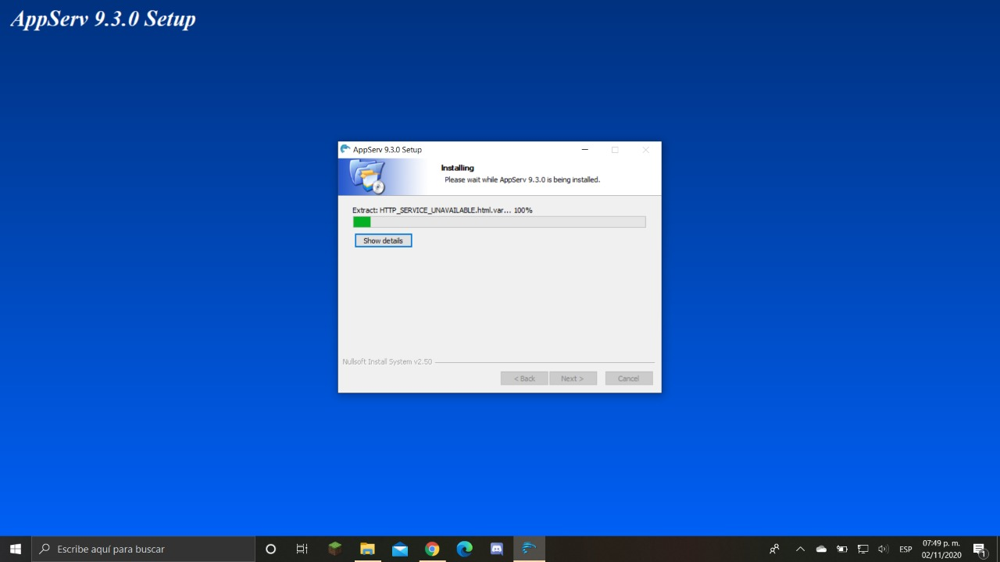 AppServ 9.3.0 Setup
AppServ 9.3.0 Setup
Installing
Please wait while AppServ 9.3.0 is being installed.
Extract: HTTP_SERVICE_UNAVAILABLE.html.var... 100%
Show details
Nullsoft Install System v2.50
< Back
Next >
Cancel
Escribe aquí para buscar
ESP
07:49 p. m.
02/11/2020
1